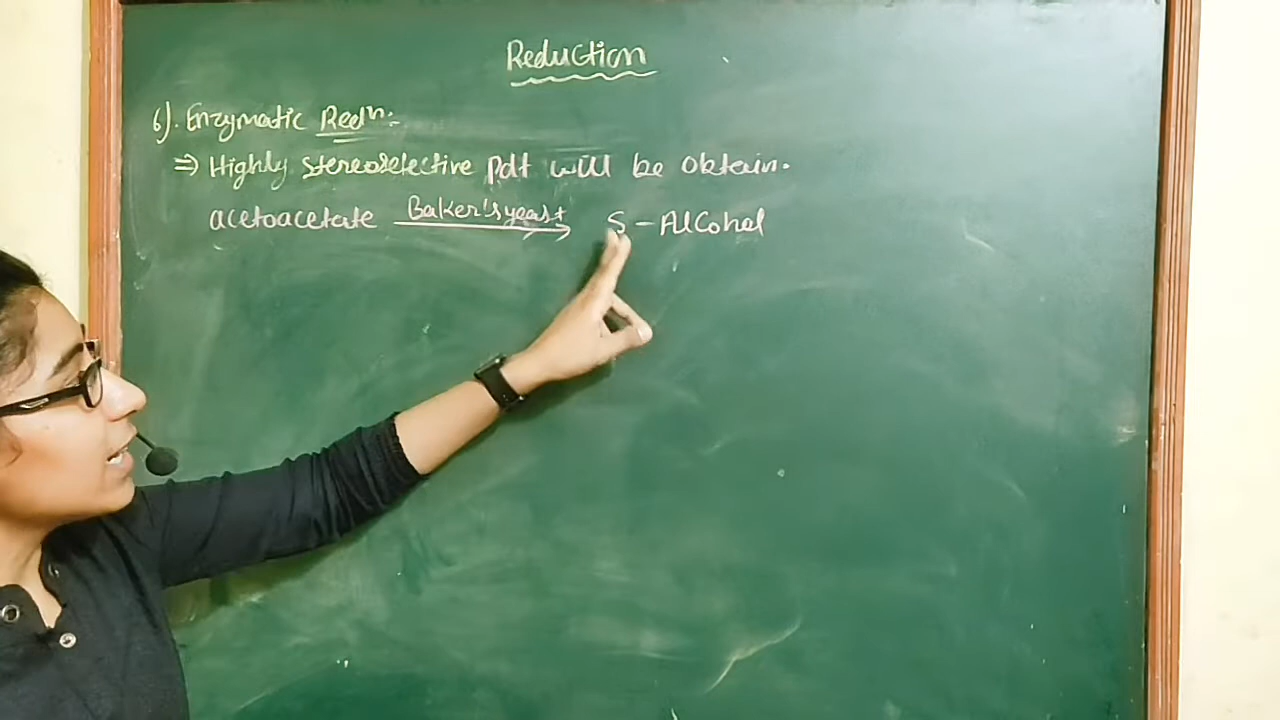 Reduction
6). Enzymatic Redⁿ:-
⇒ Highly stereoselective pdt will be obtain.
acetoacetate Baker's yeast → S - Alcohol